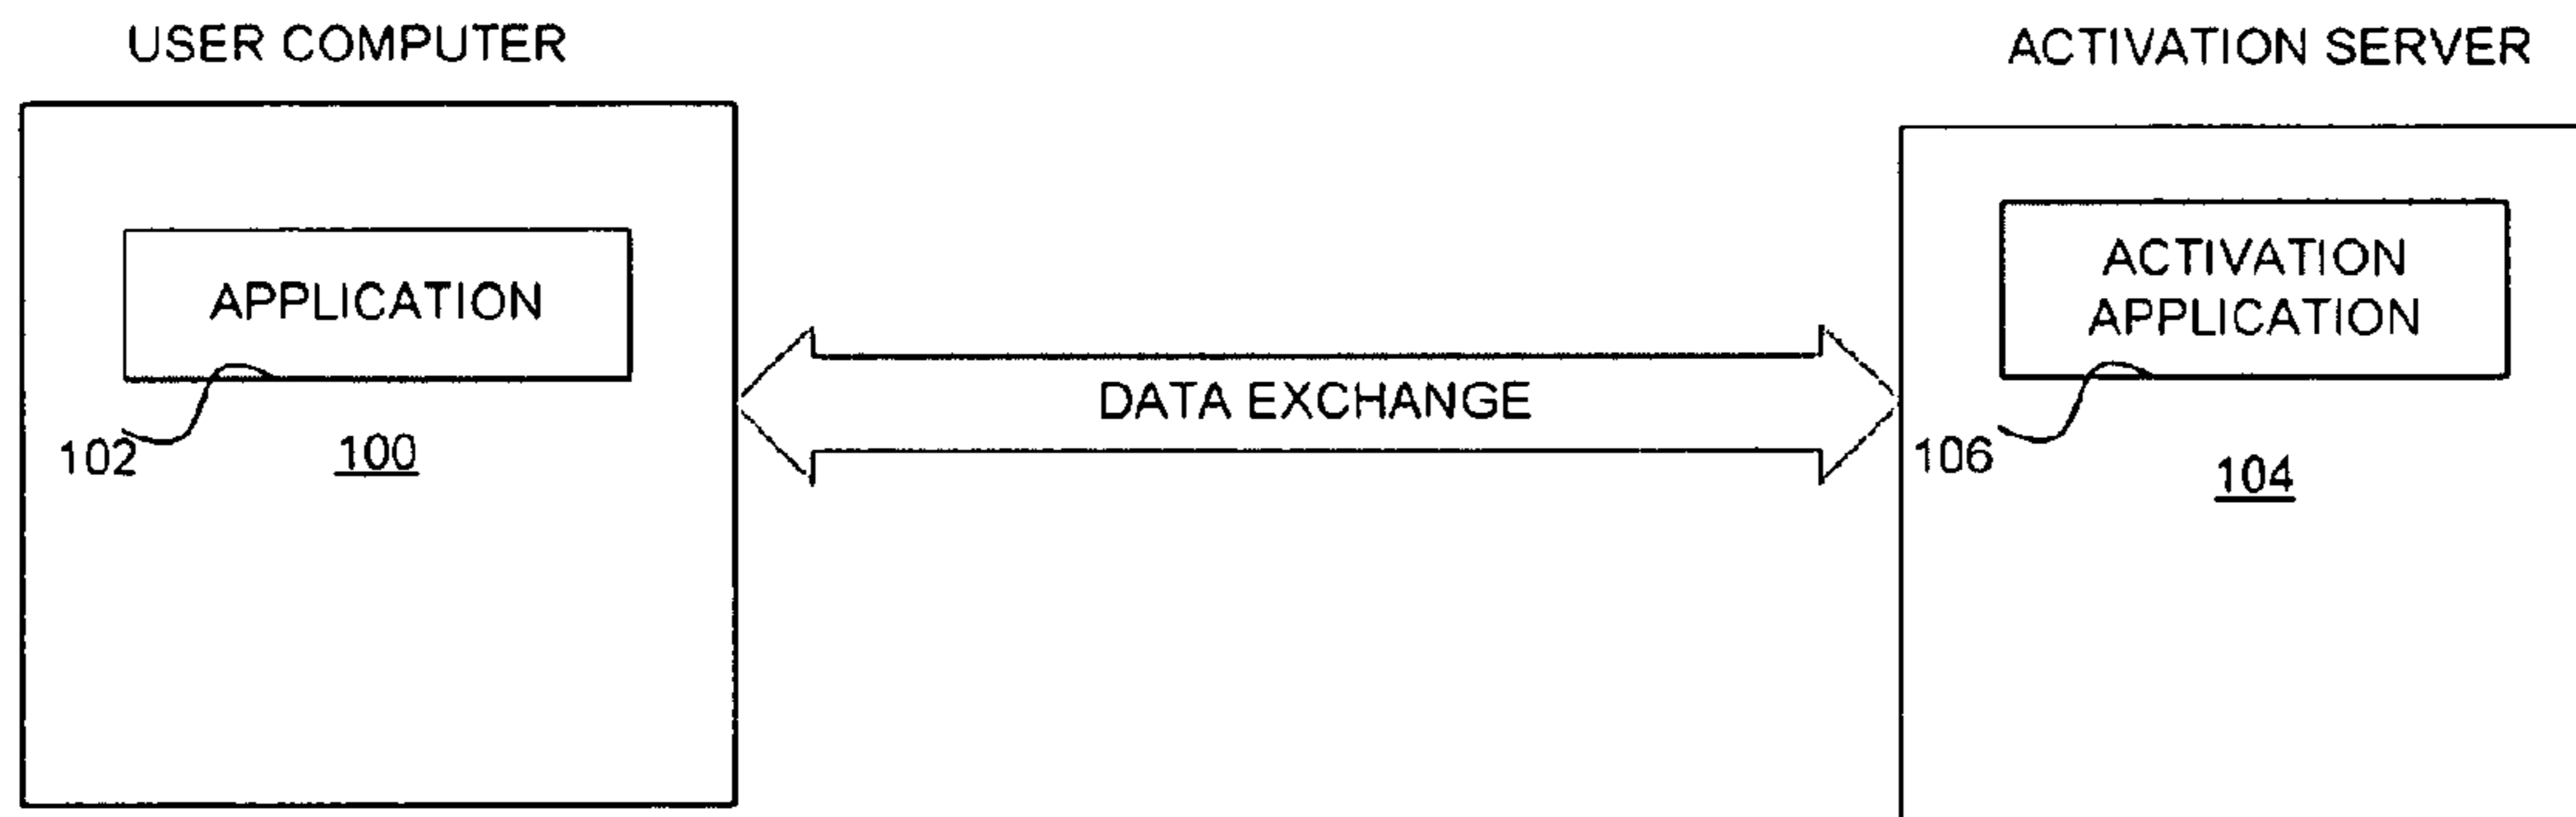 USER COMPUTER
ACTIVATION SERVER
APPLICATION
ACTIVATION
APPLICATION
DATA EXCHANGE
102
100
106
104